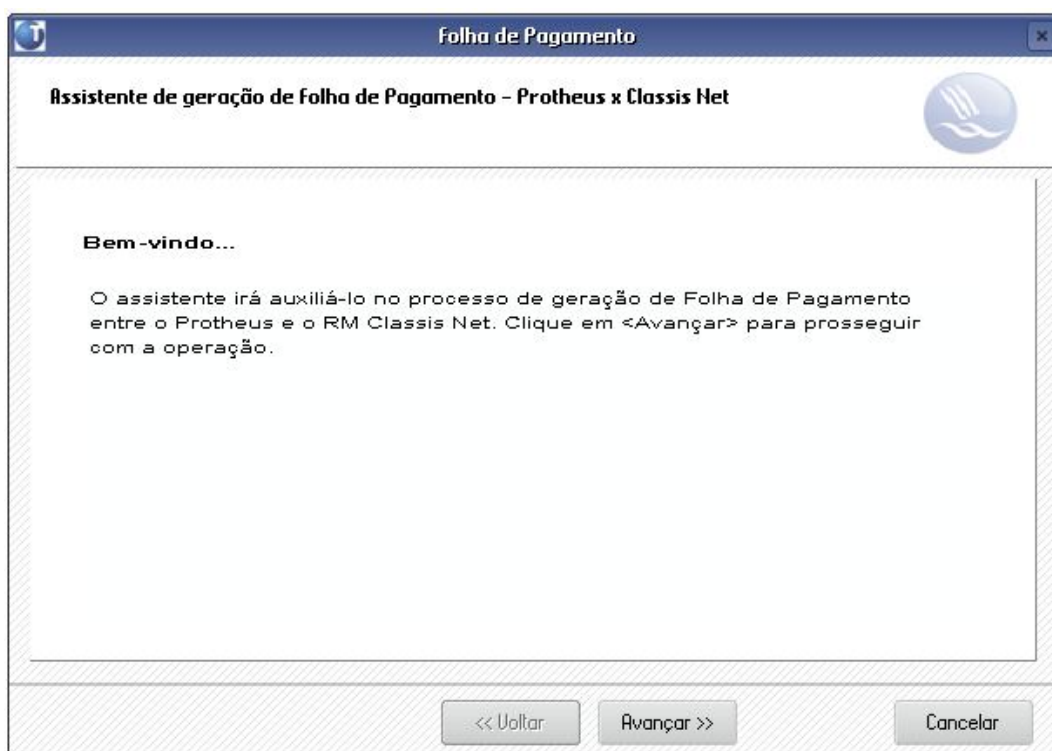 Folha de Pagamento
Assistente de geração de Folha de Pagamento - Protheus x Classis Net
Bem-vindo...
O assistente irá auxiliá-lo no processo de geração de Folha de Pagamento
entre o Protheus e o RM Classis Net. Clique em <Avançar> para prosseguir
com a operação.
<< Voltar
Avançar >>
Cancelar